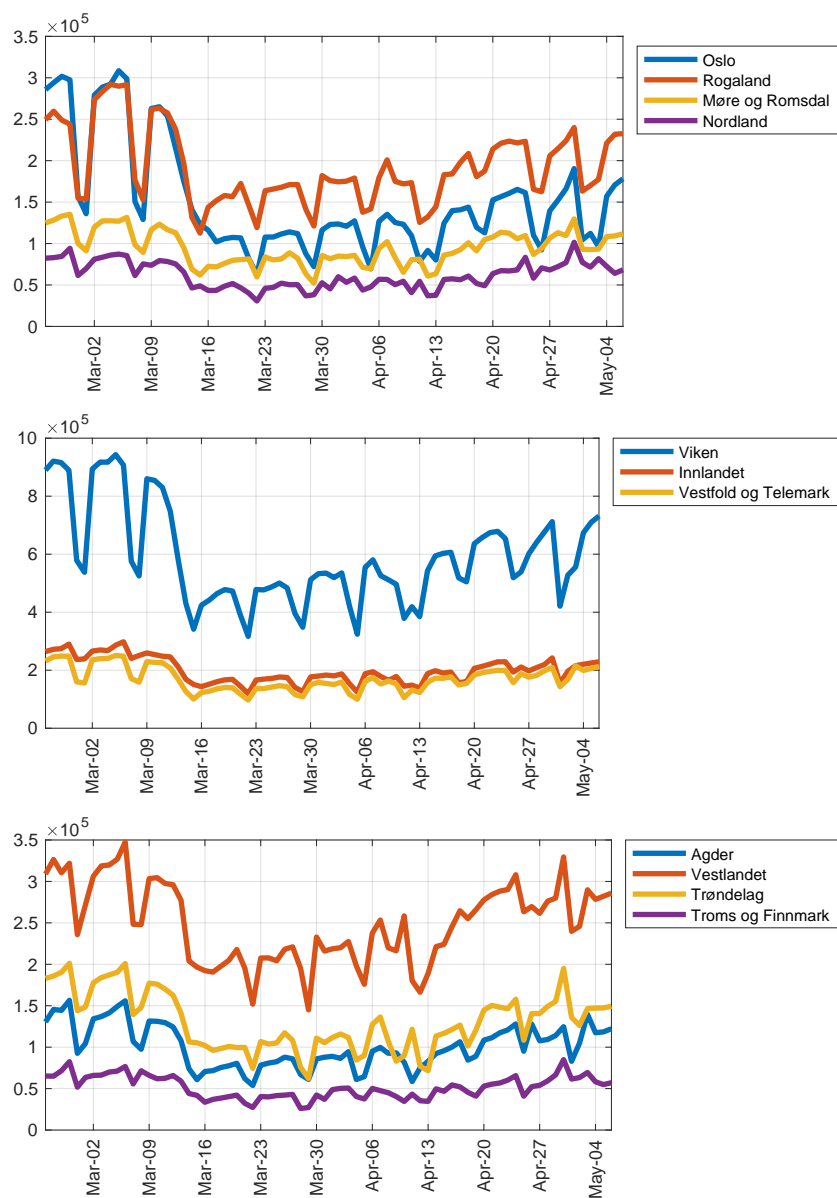 ×10^5
3.5
3
2.5
2
1.5
1
0.5
0
Mar-02
Mar-09
Mar-16
Mar-23
Mar-30
Apr-06
Apr-13
Apr-20
Apr-27
May-04
Oslo
Rogaland
Møre og Romsdal
Nordland
×10^5
10
8
6
4
2
0
Mar-02
Mar-09
Mar-16
Mar-23
Mar-30
Apr-06
Apr-13
Apr-20
Apr-27
May-04
Viken
Innlandet
Vestfold og Telemark
×10^5
3.5
3
2.5
2
1.5
1
0.5
0
Mar-02
Mar-09
Mar-16
Mar-23
Mar-30
Apr-06
Apr-13
Apr-20
Apr-27
May-04
Agder
Vestlandet
Trøndelag
Troms og Finnmark